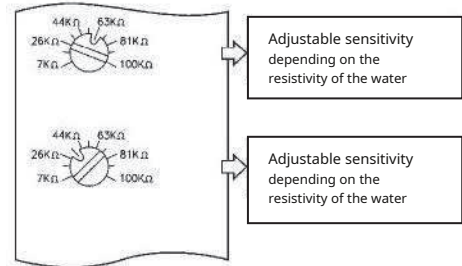 44KΩ 63KΩ
26KΩ 81KΩ
7KΩ 100KΩ
Adjustable sensitivity
depending on the
resistivity of the water
44KΩ 63KΩ
26KΩ 81KΩ
7KΩ 100KΩ
Adjustable sensitivity
depending on the
resistivity of the water